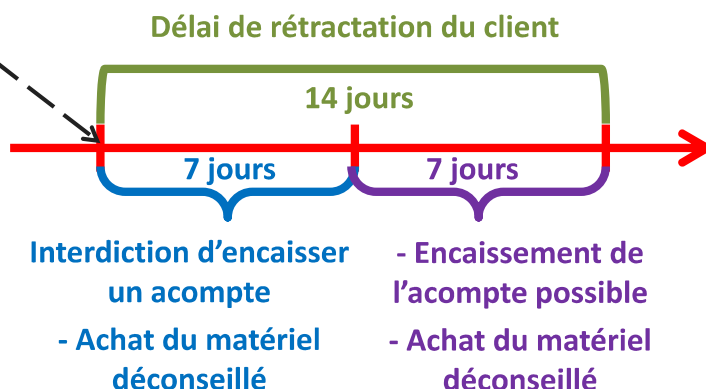 Délai de rétractation du client
14 jours
7 jours
7 jours
Interdiction d’encaisser
un acompte
- Achat du matériel
déconseillé
- Encaissement de
l’acompte possible
- Achat du matériel
déconseillé